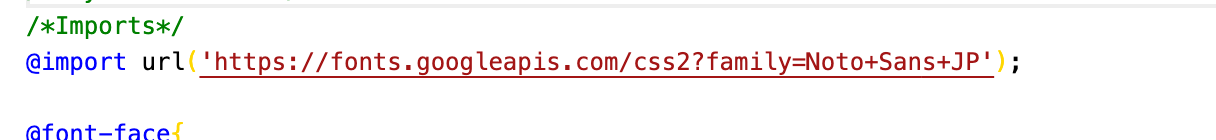 /*Imports*/
@import url('https://fonts.googleapis.com/css2?family=Noto+Sans+JP');
@font-face{